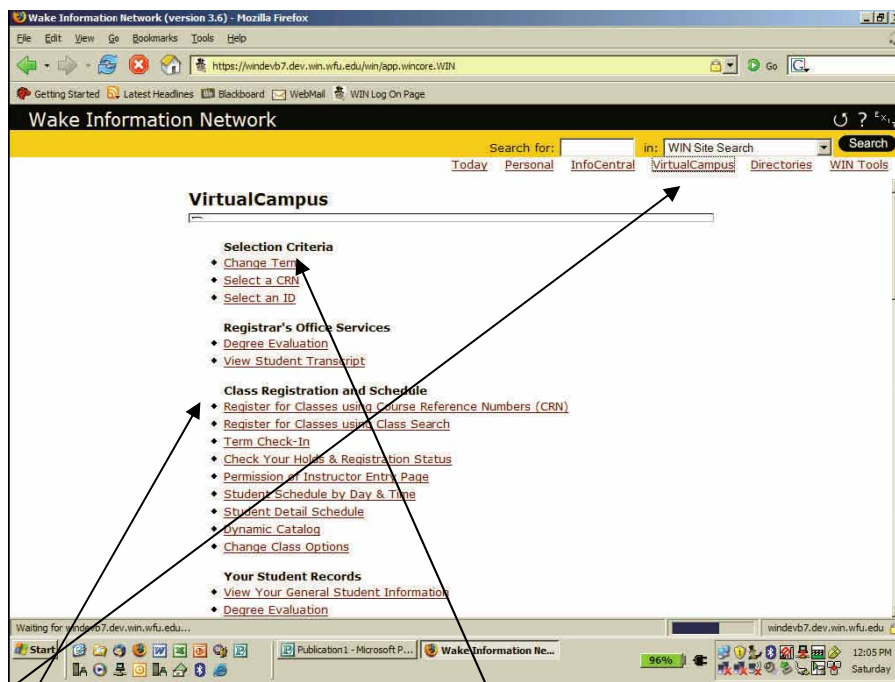 Wake Information Network (version 3.6) - Mozilla Firefox
File Edit View Go Bookmarks Tools Help
https://windevb7.dev.win.wfu.edu/win/app.wincore.WIN
Go
G
Getting Started Latest Headlines Blackboard WebMail WIN Log On Page
Wake Information Network
?
Search for: in: WIN Site Search Search
Today Personal InfoCentral VirtualCampus Directories WIN Tools
VirtualCampus
Selection Criteria
Change Term
Select a CRN
Select an ID
Registrar's Office Services
Degree Evaluation
View Student Transcript
Class Registration and Schedule
Register for Classes using Course Reference Numbers (CRN)
Register for Classes using Class Search
Term Check-In
Check Your Holds & Registration Status
Permission of Instructor Entry Page
Student Schedule by Day & Time
Student Detail Schedule
Dynamic Catalog
Change Class Options
Your Student Records
View Your General Student Information
Degree Evaluation
Waiting for windevb7.dev.win.wfu.edu... windevb7.dev.win.wfu.edu
Start Publication1 - Microsoft P... Wake Information Ne... 96% 12:05 PM
Saturday